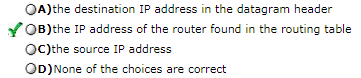 A)the destination IP address in the datagram header
B)the IP address of the router found in the routing table
C)the source IP address
D)None of the choices are correct